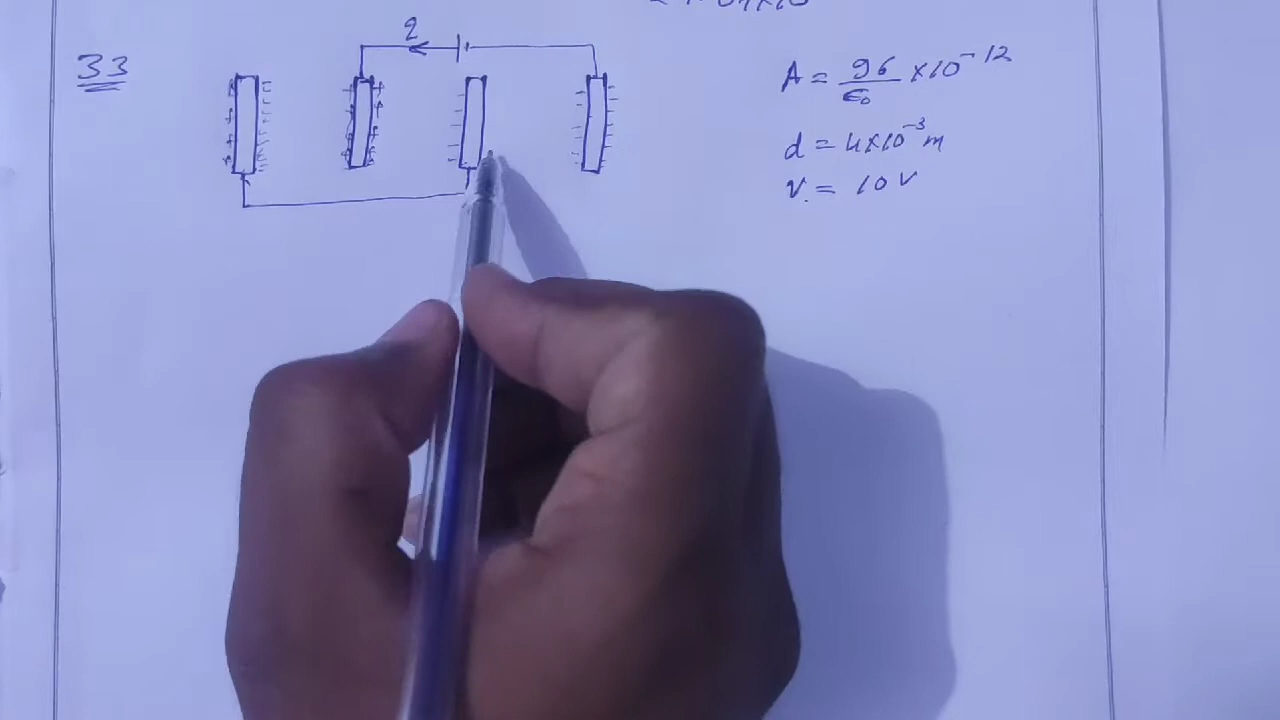 33
2
A = 96/ε₀ × 10⁻¹²
d = 4×10⁻³ m
V = 10 V